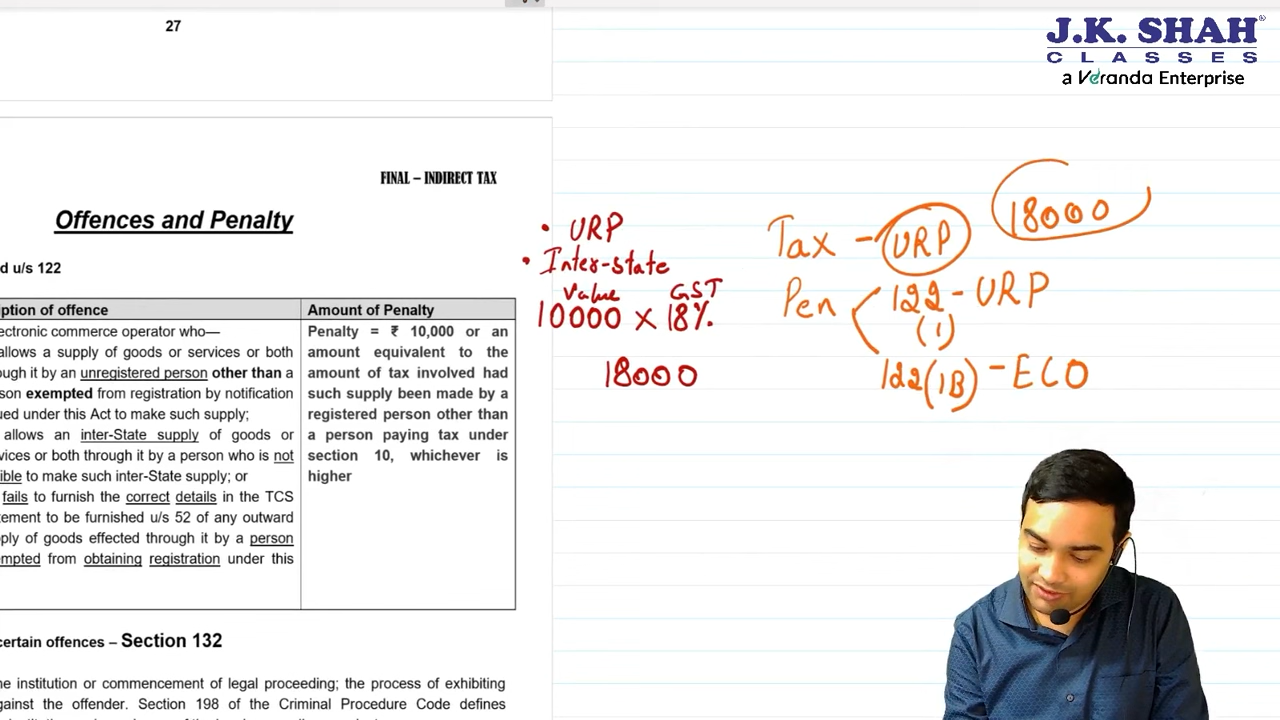 27
J.K. SHAH®
CLASSES
a Veranda Enterprise
FINAL – INDIRECT TAX
Offences and Penalty
d u/s 122
iption of offence
Amount of Penalty
ectronic commerce operator who—
allows a supply of goods or services or both
ough it by an unregistered person other than a
son exempted from registration by notification
ued under this Act to make such supply;
allows an inter-State supply of goods or
vices or both through it by a person who is not
ible to make such inter-State supply; or
fails to furnish the correct details in the TCS
tement to be furnished u/s 52 of any outward
ply of goods effected through it by a person
mpted from obtaining registration under this
Penalty = ₹ 10,000 or an
amount equivalent to the
amount of tax involved had
such supply been made by a
registered person other than
a person paying tax under
section 10, whichever is
higher
certain offences – Section 132
he institution or commencement of legal proceeding; the process of exhibiting
against the offender. Section 198 of the Criminal Procedure Code defines
• URP
• Inter-state
Value GST
10000 × 18%.
18000
Tax – URP 18000
Pen 122 – URP
(1)
122(1B) – ECO